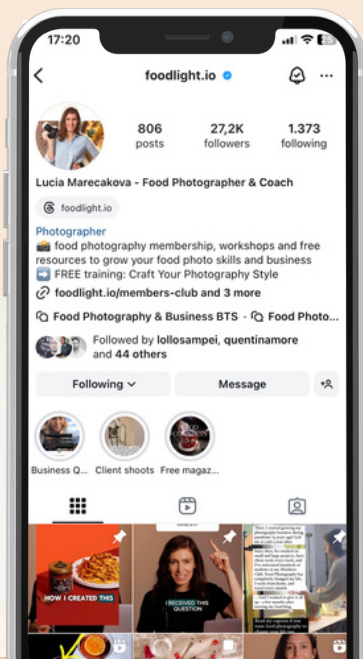 17:20
foodlight.io
806
27,2K
1.373
posts
followers
following
Lucia Marecakova - Food Photographer & Coach
foodlight.io
Photographer
food photography membership, workshops and free
resources to grow your food photo skills and business
FREE training: Craft Your Photography Style
foodlight.io/members-club and 3 more
Food Photography & Business BTS · Food Photo...
Followed by lollosampei, quentinamore
and 44 others
Following
Message
Business Q...
Client shoots
Free magaz...
HOW I CREATED THIS
I RECEIVED THIS
QUESTION